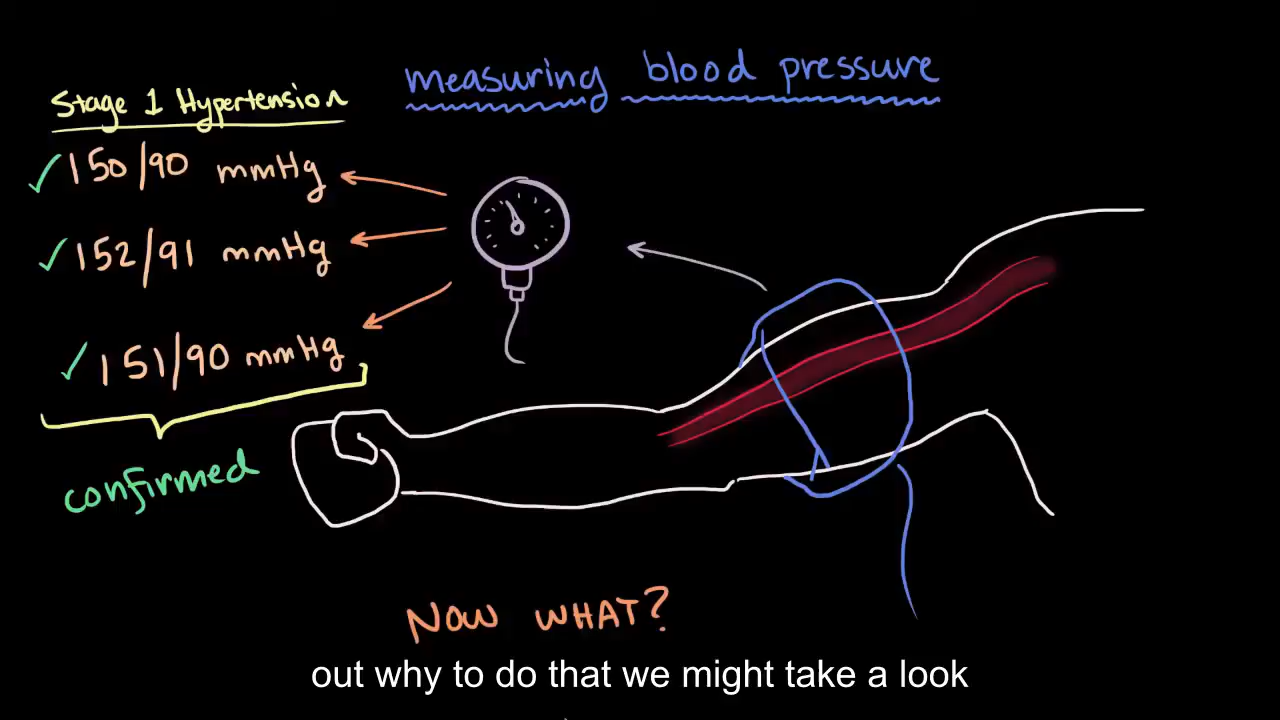 measuring blood pressure
Stage 1 Hypertension
150/90 mmHg
152/91 mmHg
151/90 mmHg
confirmed
NOW WHAT?
out why to do that we might take a look